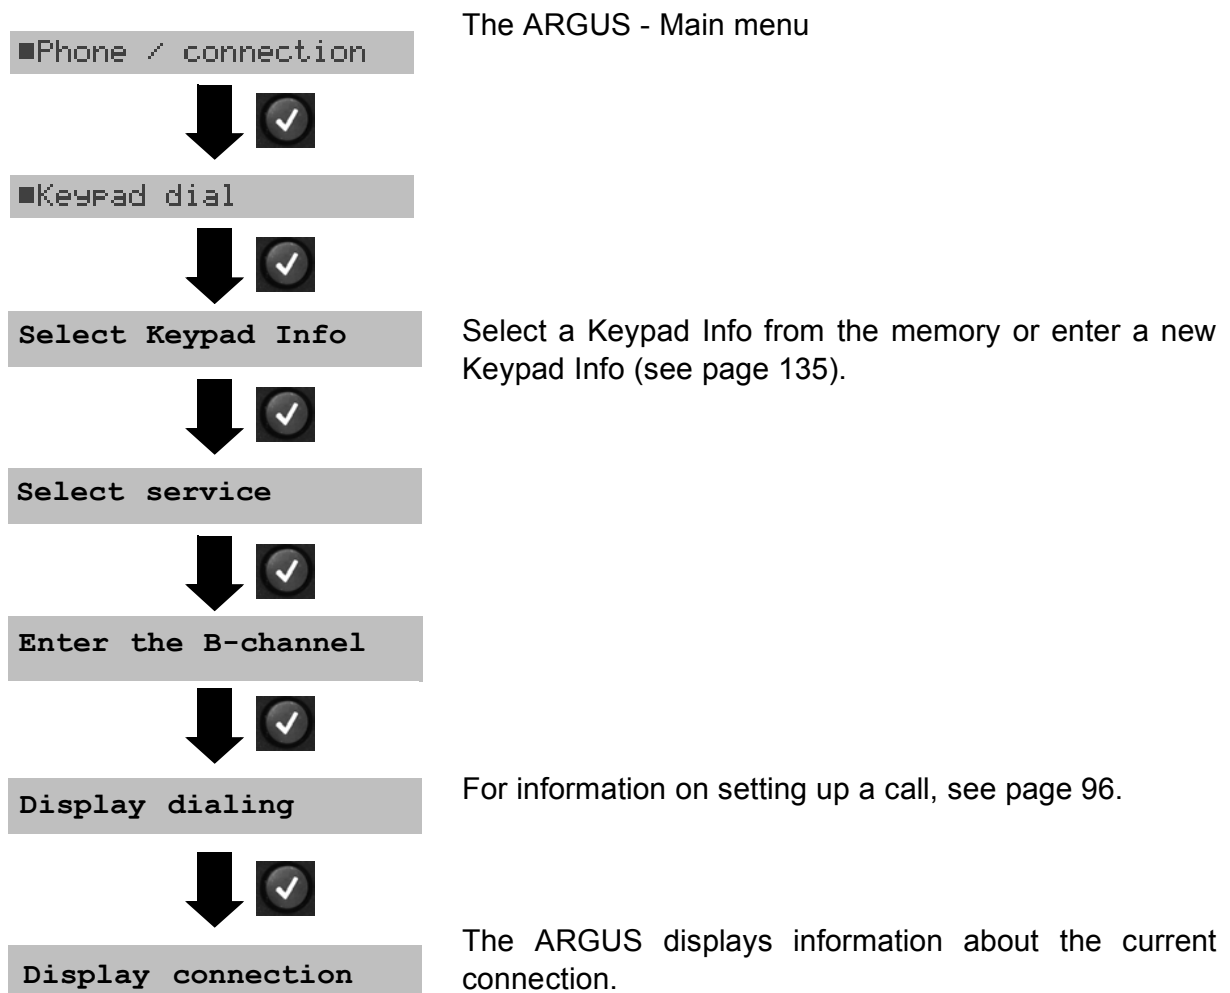 The ARGUS - Main menu
■Phone / connection
■Keypad dial
Select Keypad Info
Select a Keypad Info from the memory or enter a new
Keypad Info (see page 135).
Select service
Enter the B-channel
Display dialing
For information on setting up a call, see page 96.
Display connection
The ARGUS displays information about the current
connection.